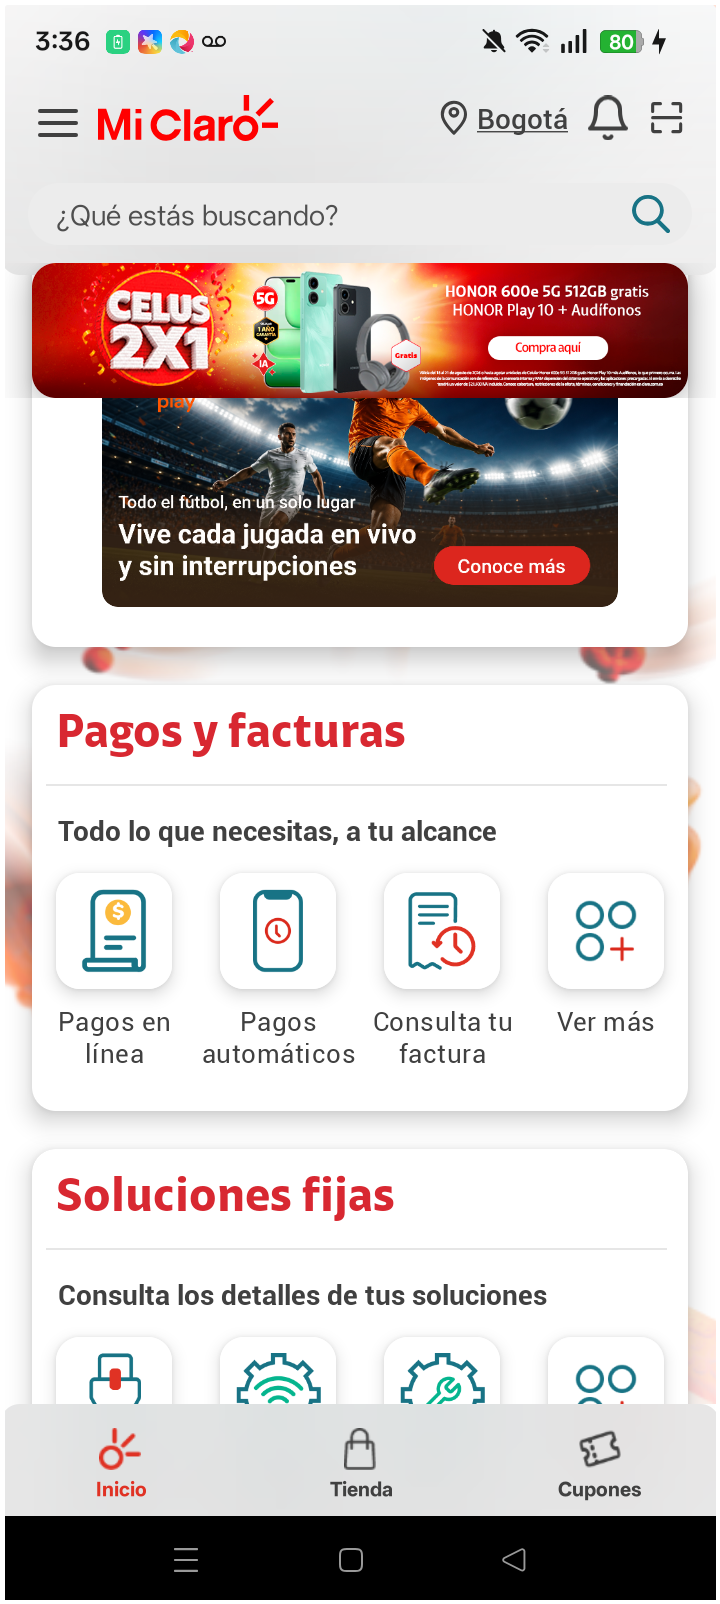 3:36
80
Mi Claro
Bogotá
¿Qué estás buscando?
CELUS
2X1
5G
IA
Gratis
HONOR 600e 5G 512GB gratis
HONOR Play 10 + Audífonos
Compra aquí
play
Todo el fútbol, en un solo lugar
Vive cada jugada en vivo
y sin interrupciones
Conoce más
Pagos y facturas
Todo lo que necesitas, a tu alcance
Pagos en
línea
Pagos
automáticos
Consulta tu
factura
Ver más
Soluciones fijas
Consulta los detalles de tus soluciones
Inicio
Tienda
Cupones